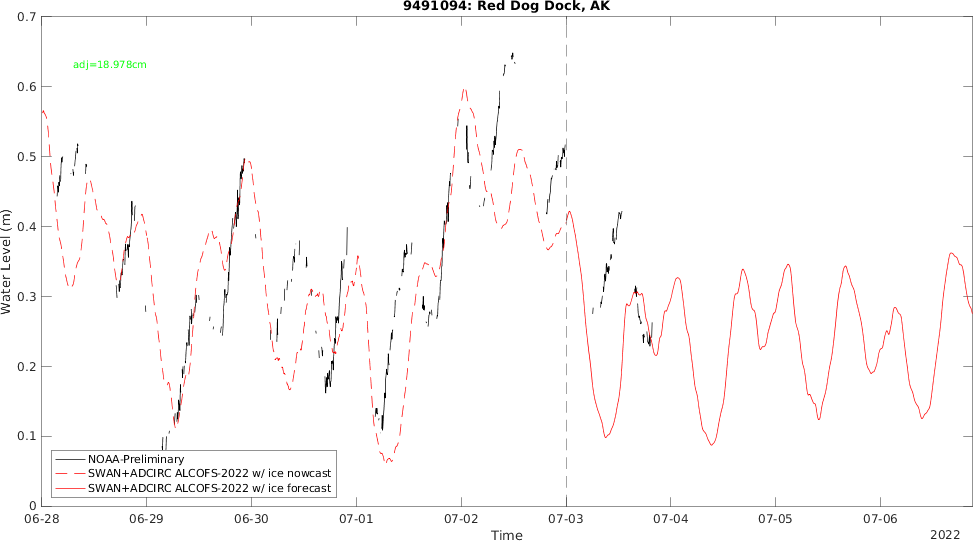 9491094: Red Dog Dock, AK
adj=18.978cm
Water Level (m)
0.7
0.6
0.5
0.4
0.3
0.2
0.1
0
NOAA-Preliminary
SWAN+ADCIRC ALCOFS-2022 w/ ice nowcast
SWAN+ADCIRC ALCOFS-2022 w/ ice forecast
06-28 06-29 06-30 07-01 07-02 07-03 07-04 07-05 07-06
Time
2022